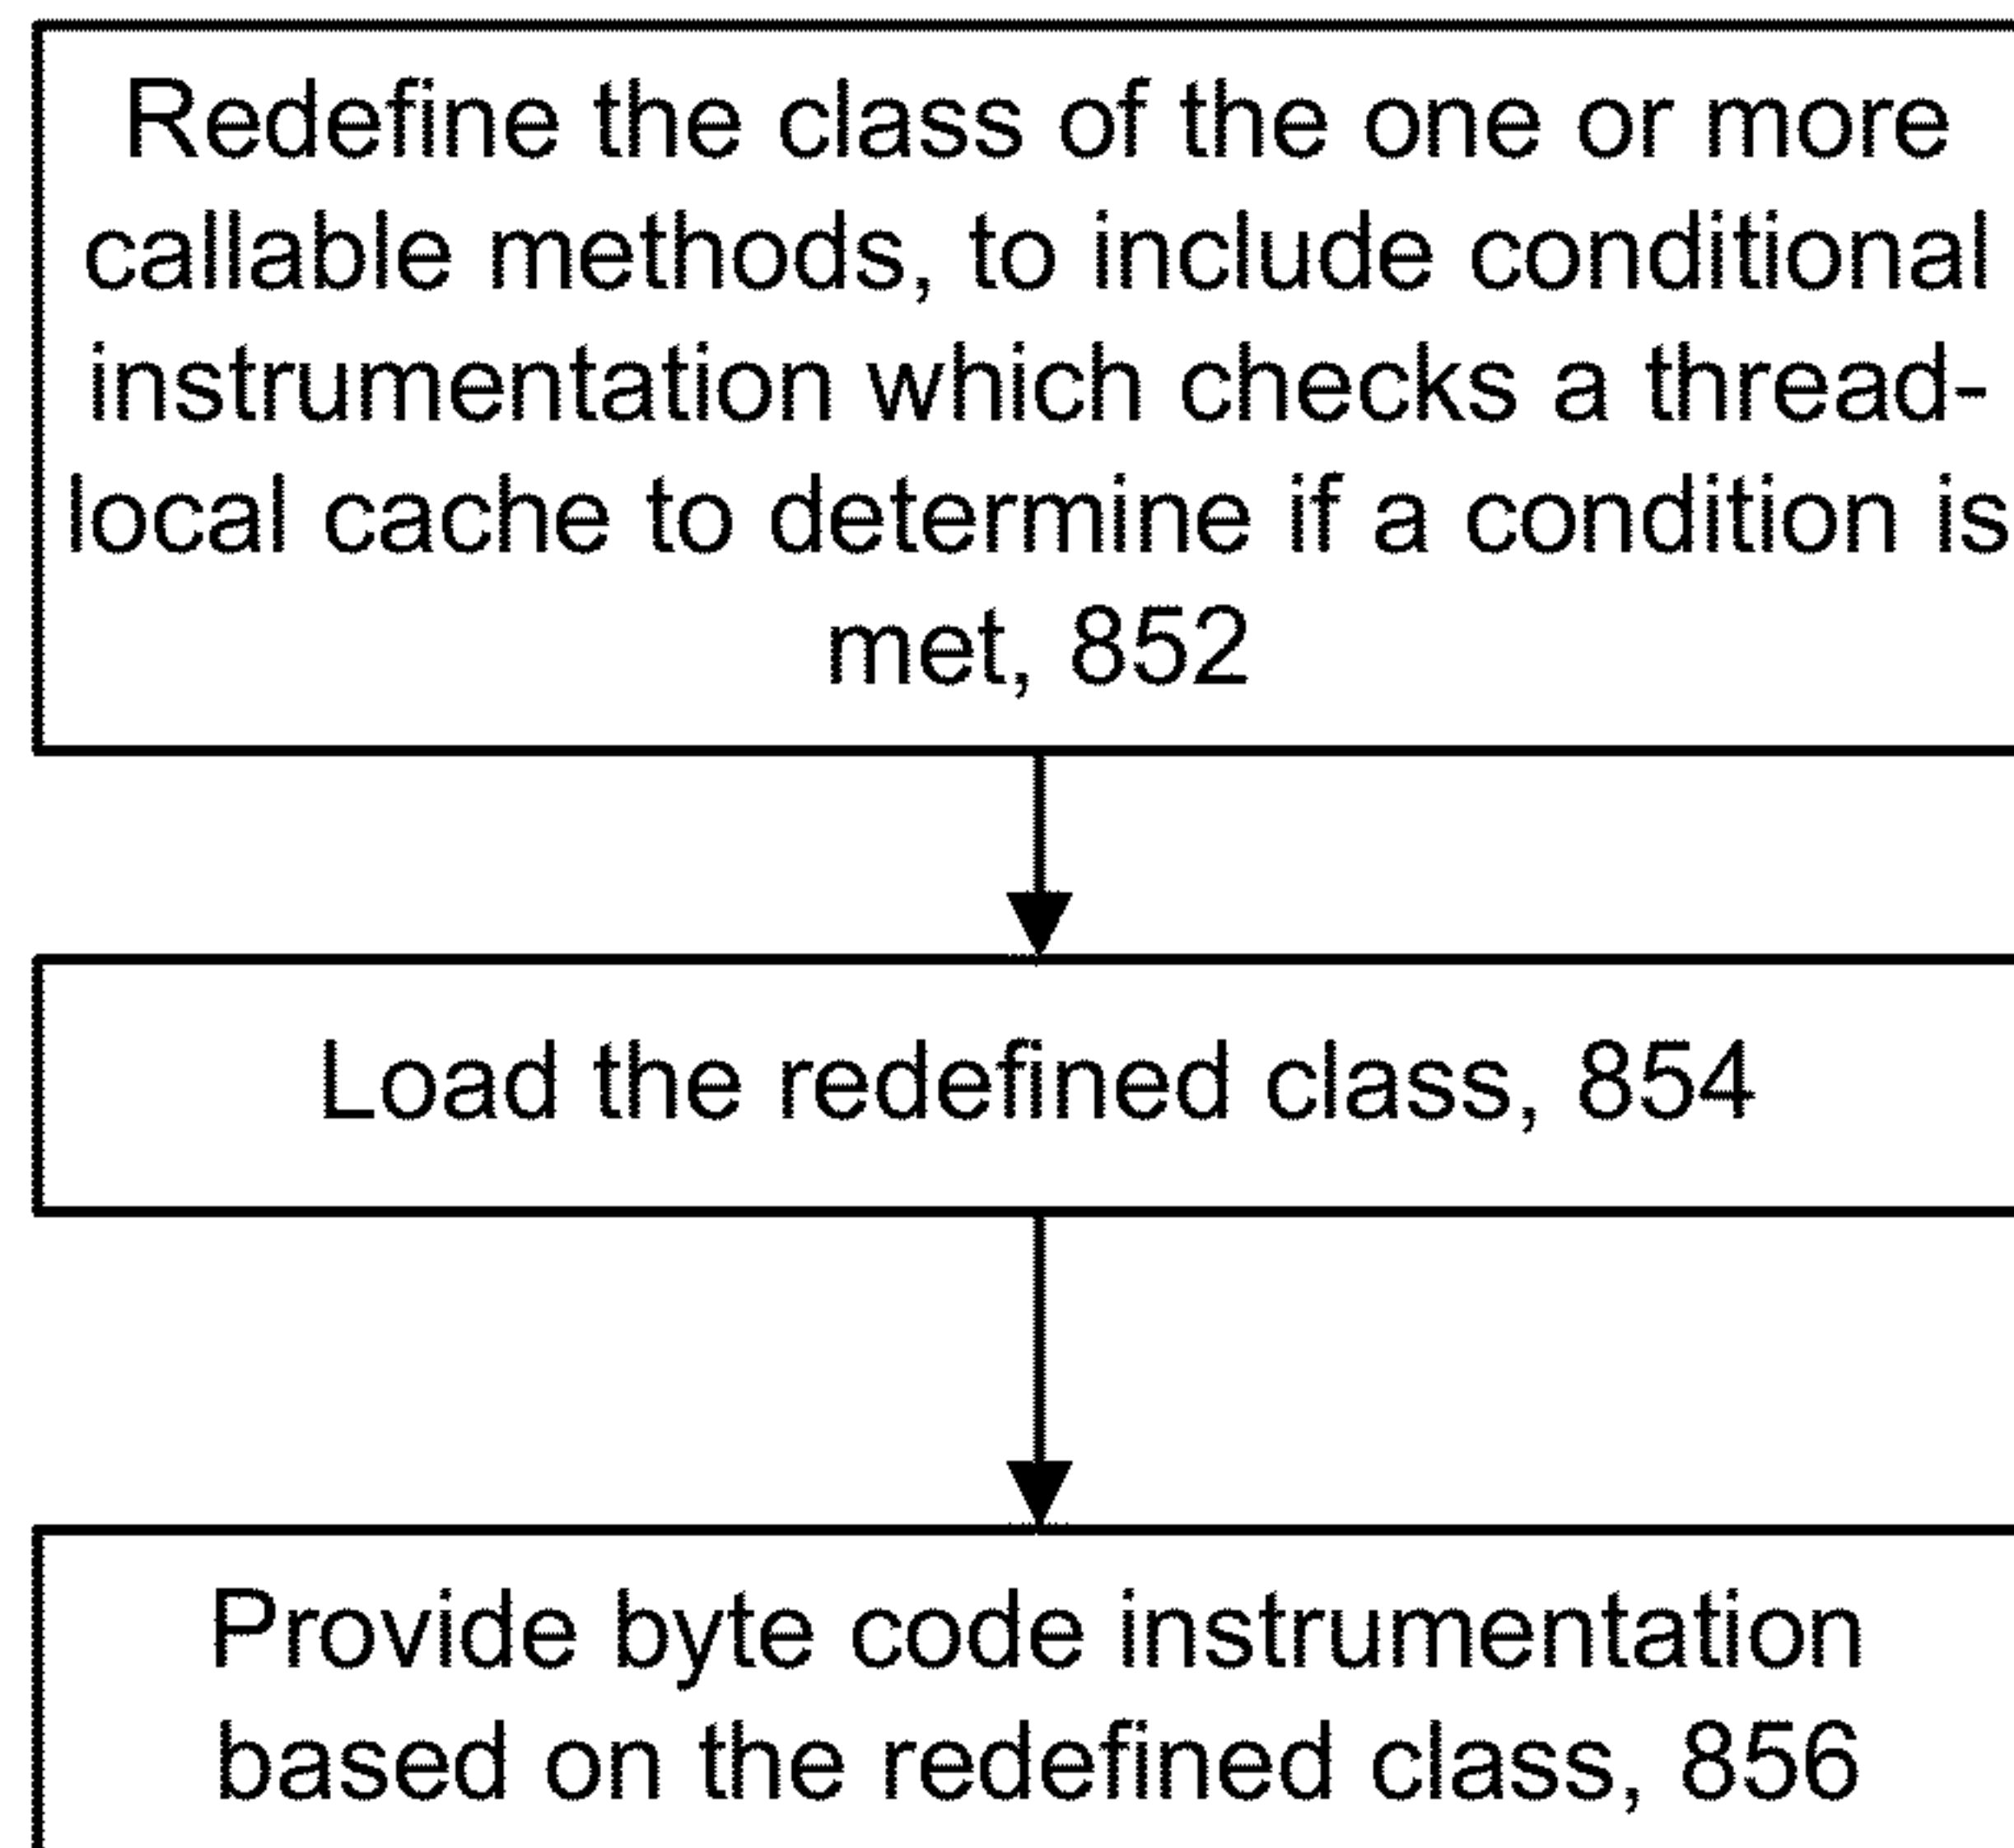 Redefine the class of the one or more
callable methods, to include conditional
instrumentation which checks a thread-
local cache to determine if a condition is
met, 852
Load the redefined class, 854
Provide byte code instrumentation
based on the redefined class, 856